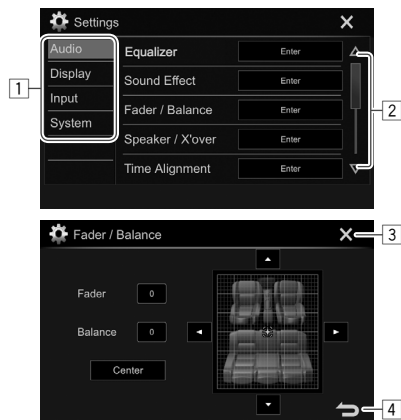 Settings
Audio
Display
Input
System
Equalizer Enter
Sound Effect Enter
Fader / Balance Enter
Speaker / X'over Enter
Time Alignment Enter
1
2
Fader / Balance
3
Fader 0
Balance 0
Center
4